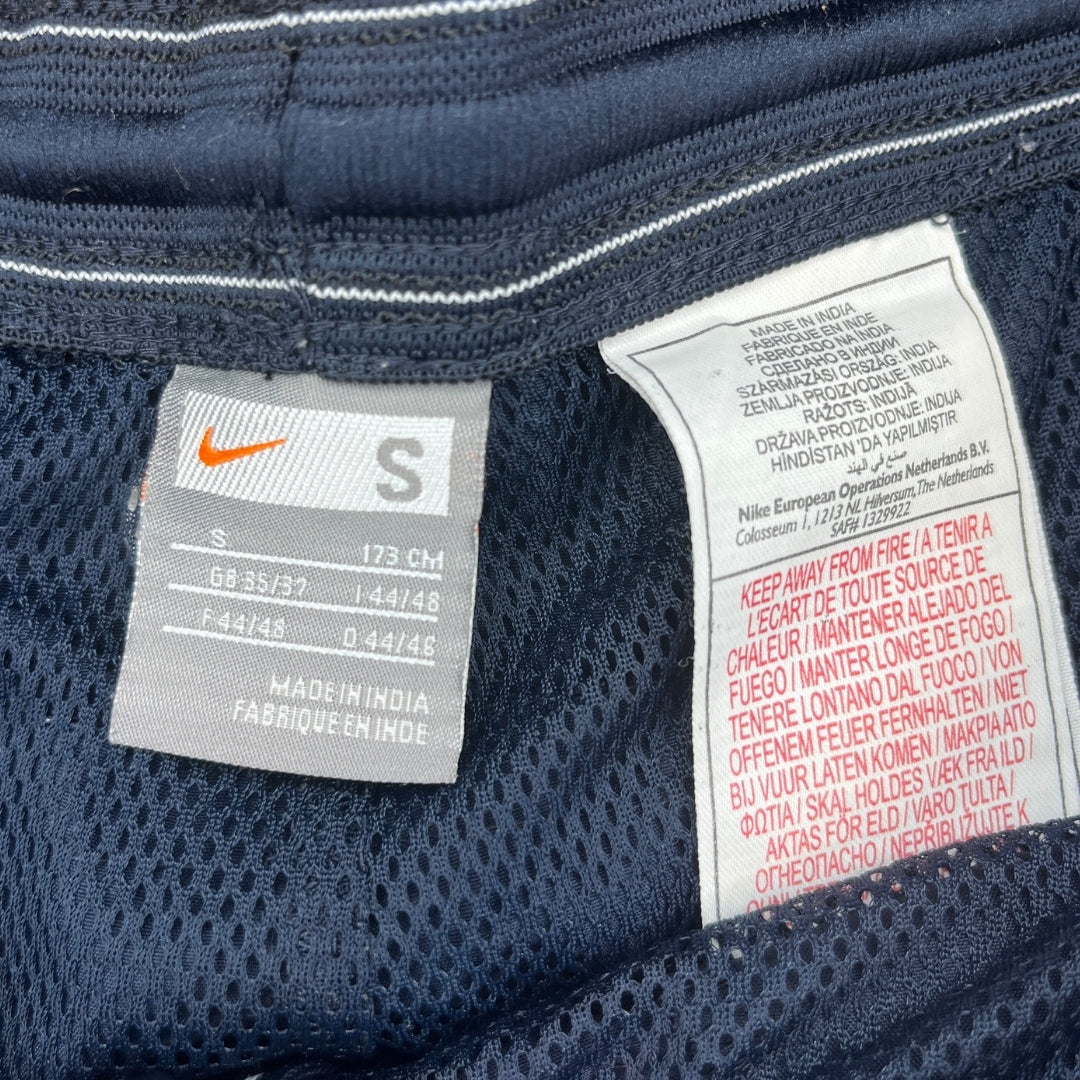 S
S 173 CM
GB 35/37 I 44/46
F 44/46 D 44/46
MADE IN INDIA
FABRIQUE EN INDE
MADE IN INDIA
FABRIQUE EN INDE
FABRICADO NA INDIA
СДЕЛАНО В ИНДИИ
SZÁRMAZÁSI ORSZÁG: INDIA
ZEMLJA PROIZVODNJE: INDIJA
RAŽOTS: INDIJĀ
DRŽAVA PROIZVODNJE: INDIJA
HİNDİSTAN 'DA YAPILMIŞTIR
صنع في الهند
Nike European Operations Netherlands B.V.
Colosseum 1, 1213 NL Hilversum, The Netherlands
SAF# 1329922
KEEP AWAY FROM FIRE / A TENIR A
L'ECART DE TOUTE SOURCE DE
CHALEUR / MANTENER ALEJADO DEL
FUEGO / MANTER LONGE DE FOGO /
TENERE LONTANO DAL FUOCO / VON
OFFENEM FEUER FERNHALTEN / NIET
BIJ VUUR LATEN KOMEN / ΜΑΚΡΙΑ ΑΠΟ
ΦΩΤΙΑ / SKAL HOLDES VÆK FRA ILD /
AKTAS FÖR ELD / VARO TULTA /
ОГНЕОПАСНО / NEPŘIBLIŽUJTE K